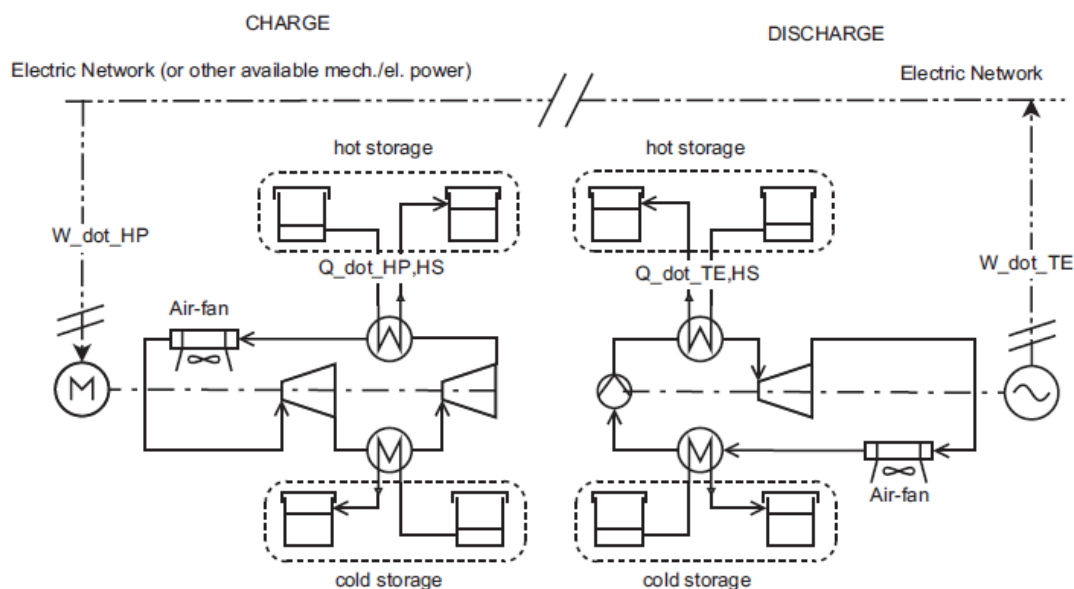 CHARGE
DISCHARGE
Electric Network (or other available mech./el. power)
Electric Network
hot storage
hot storage
W_dot_HP
Q_dot_HP,HS
Q_dot_TE,HS
W_dot_TE
Air-fan
M
Air-fan
cold storage
cold storage